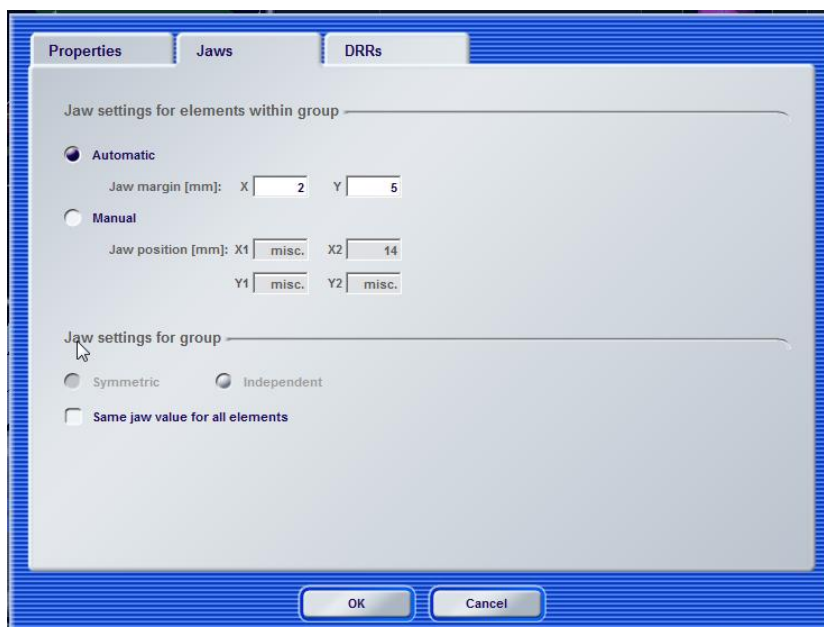 Properties Jaws DRRs
Jaw settings for elements within group
Automatic
Jaw margin [mm]: X 2 Y 5
Manual
Jaw position [mm]: X1 misc. X2 14
Y1 misc. Y2 misc.
Jaw settings for group
Symmetric Independent
Same jaw value for all elements
OK Cancel